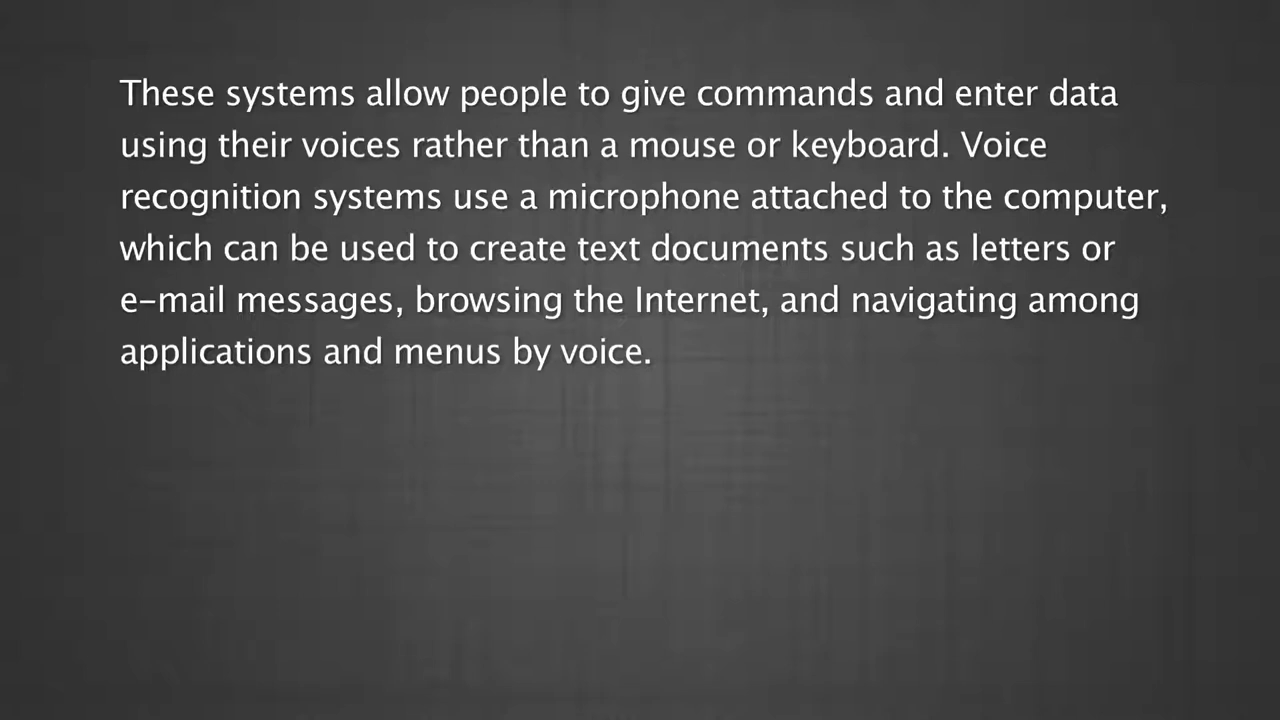 These systems allow people to give commands and enter data
using their voices rather than a mouse or keyboard. Voice
recognition systems use a microphone attached to the computer,
which can be used to create text documents such as letters or
e-mail messages, browsing the Internet, and navigating among
applications and menus by voice.